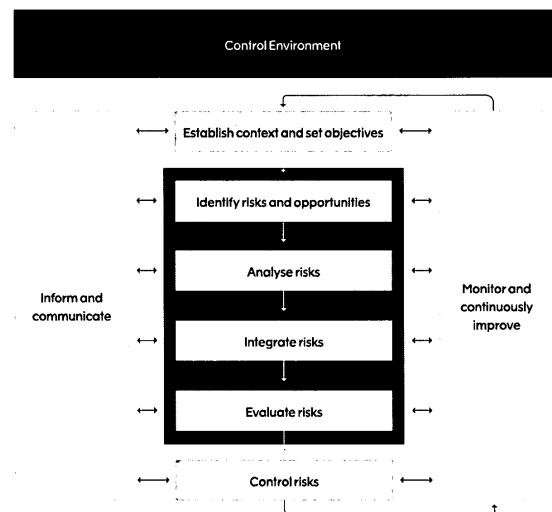 Control Environment
Establish context and set objectives
Identify risks and opportunities
Analyse risks
Inform and
communicate
Monitor and
continuously
improve
Integrate risks
Evaluate risks
Control risks